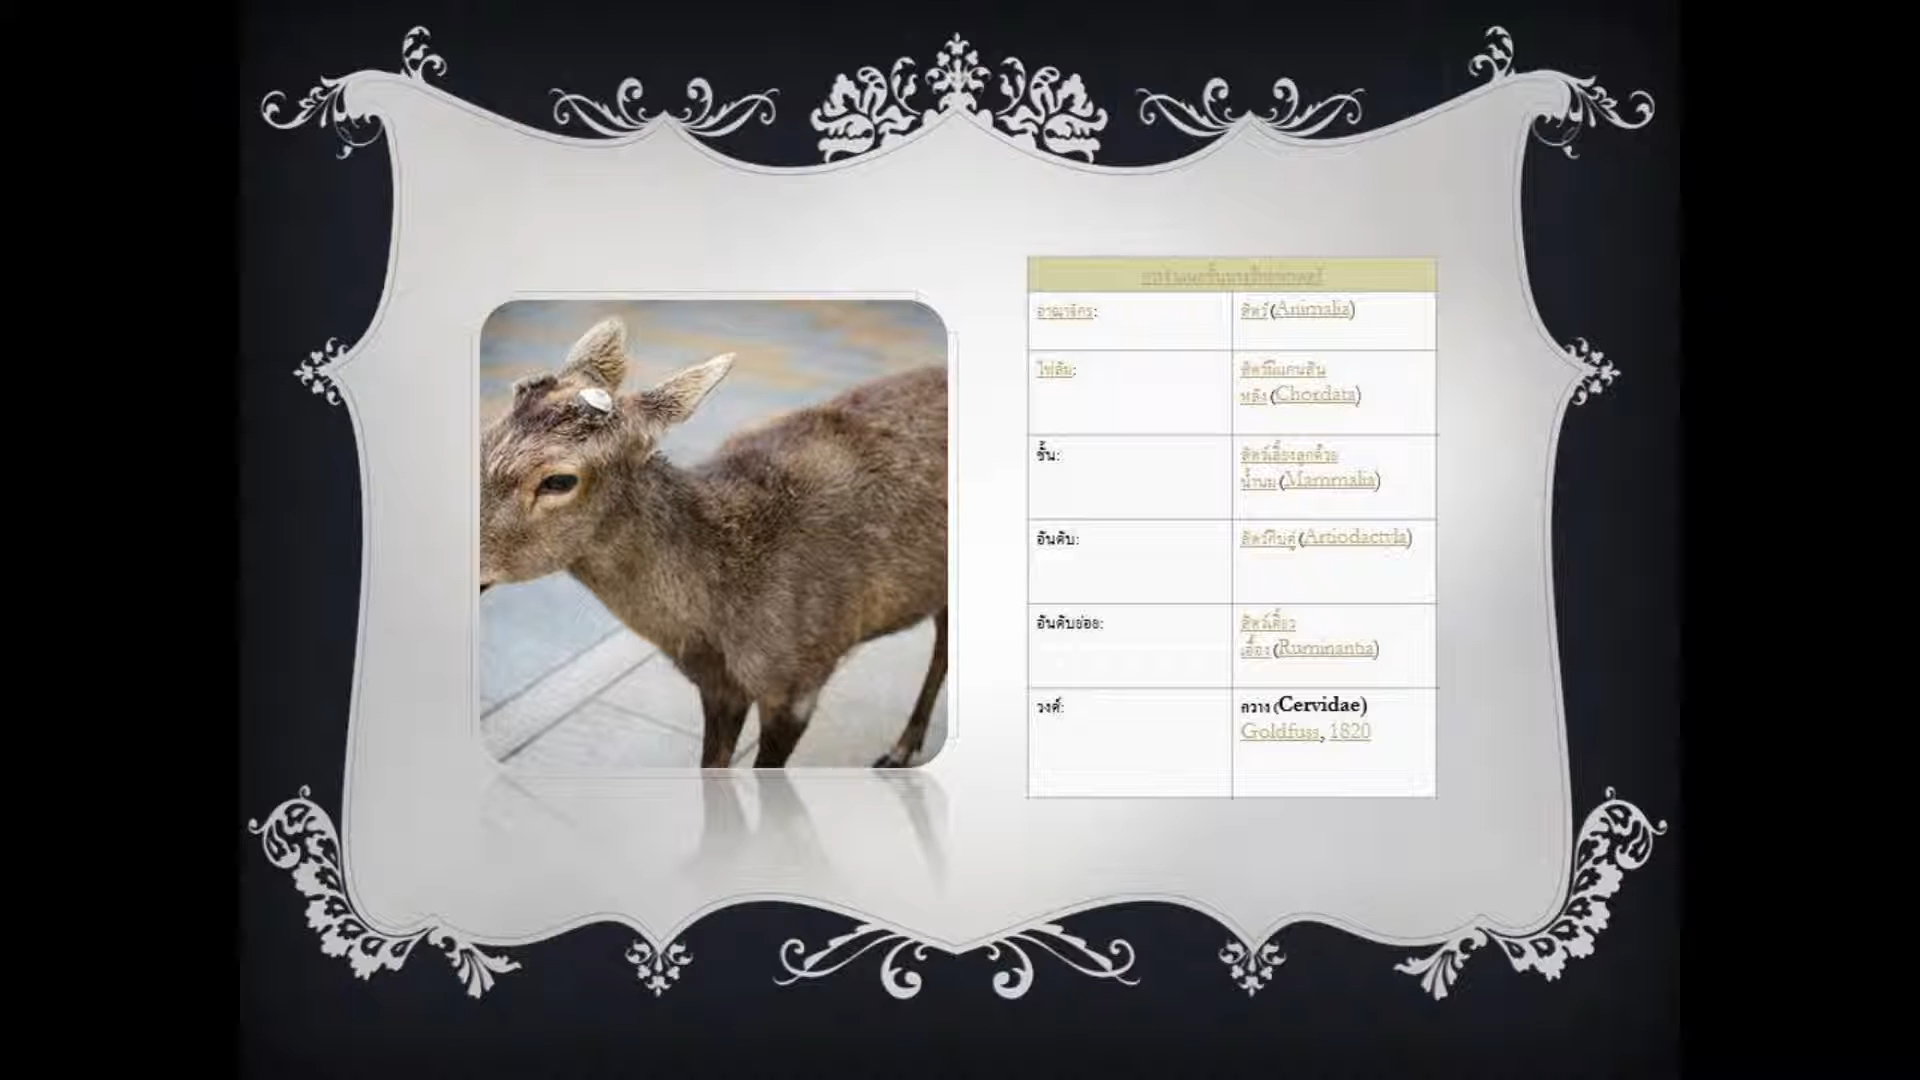 การจำแนกชั้นทางวิทยาศาสตร์
อาณาจักร:
สัตว์ (Animalia)
ไฟลัม:
สัตว์มีแกนสัน
หลัง (Chordata)
ชั้น:
สัตว์เลี้ยงลูกด้วย
น้ำนม (Mammalia)
อันดับ:
สัตว์กีบคู่ (Artiodactyla)
อันดับย่อย:
สัตว์เคี้ยว
เอื้อง (Ruminantia)
วงศ์:
กวาง (Cervidae)
Goldfuss, 1820